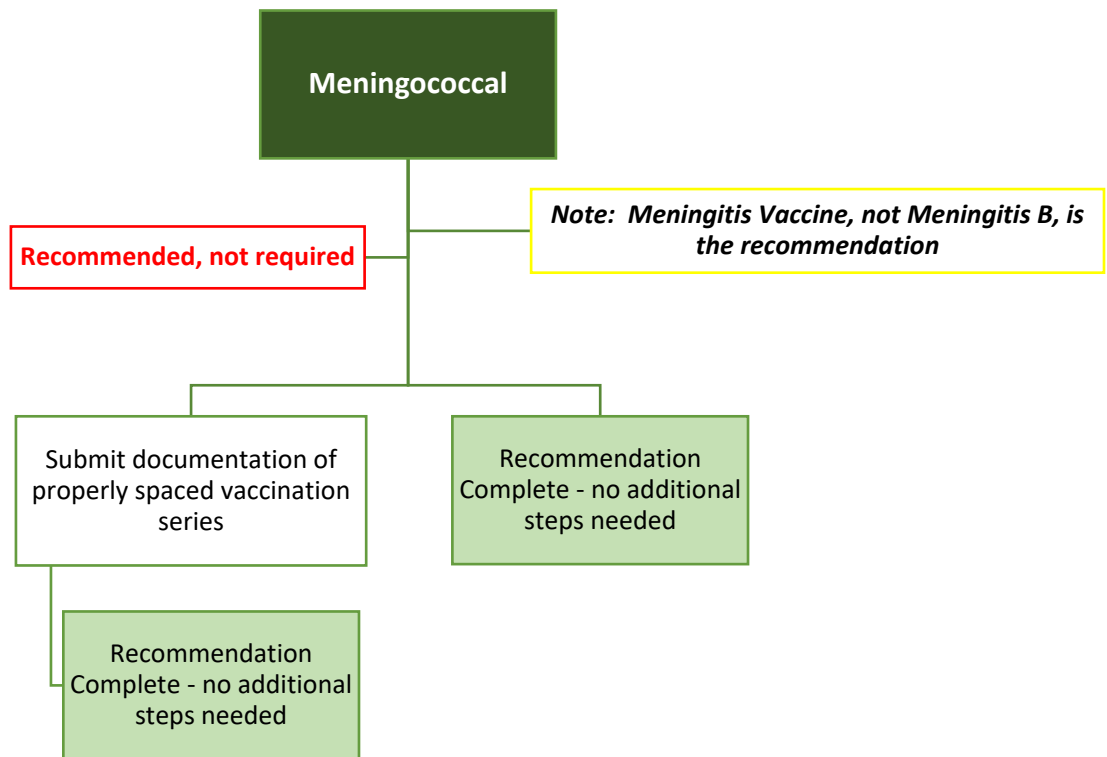 Meningococcal
Note:  Meningitis Vaccine, not Meningitis B, is
the recommendation
Recommended, not required
Submit documentation of
properly spaced vaccination
series
Recommendation
Complete - no additional
steps needed
Recommendation
Complete - no additional
steps needed